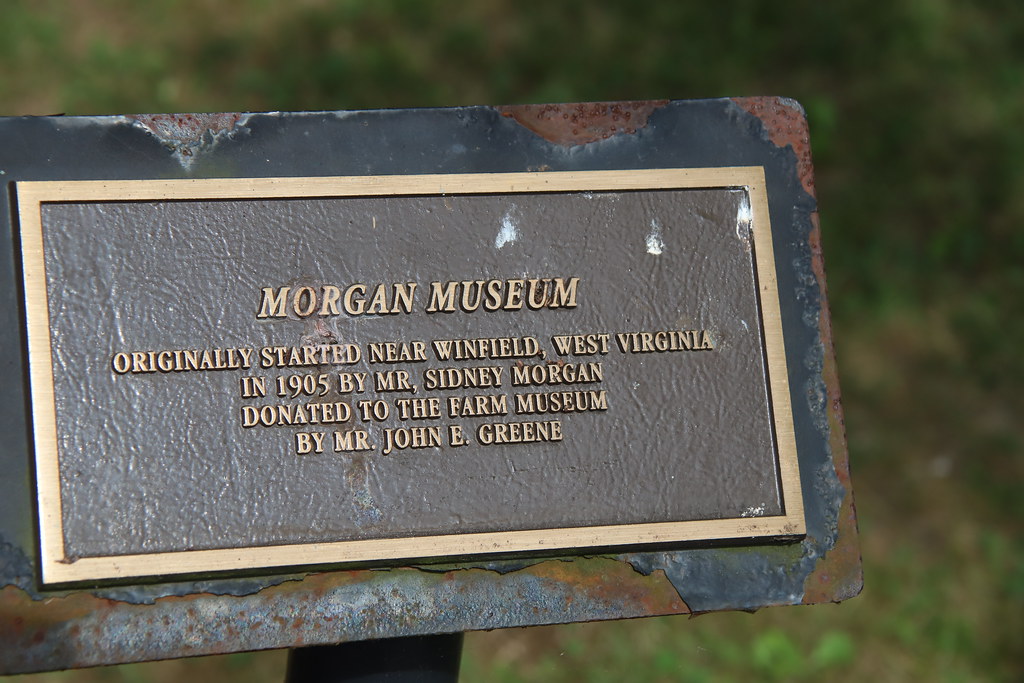 MORGAN MUSEUM
ORIGINALLY STARTED NEAR WINFIELD, WEST VIRGINIA
IN 1905 BY MR, SIDNEY MORGAN
DONATED TO THE FARM MUSEUM
BY MR. JOHN E. GREENE